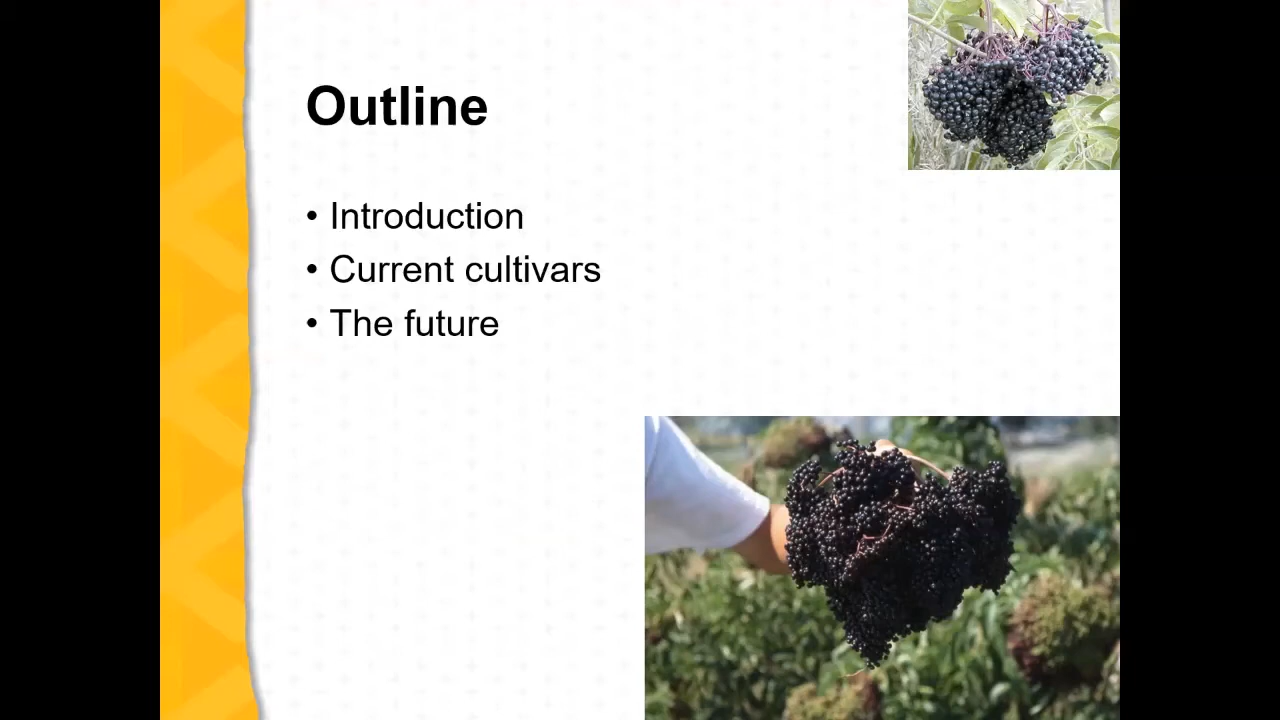 Outline
• Introduction
• Current cultivars
• The future